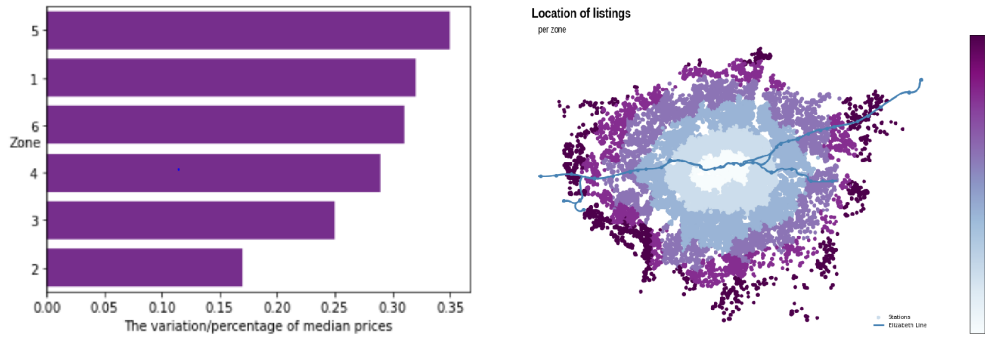 5
1
6
Zone
4
3
2
0.00 0.05 0.10 0.15 0.20 0.25 0.30 0.35
The variation/percentage of median prices
Location of listings
per zone
Stations
Elizabeth Line